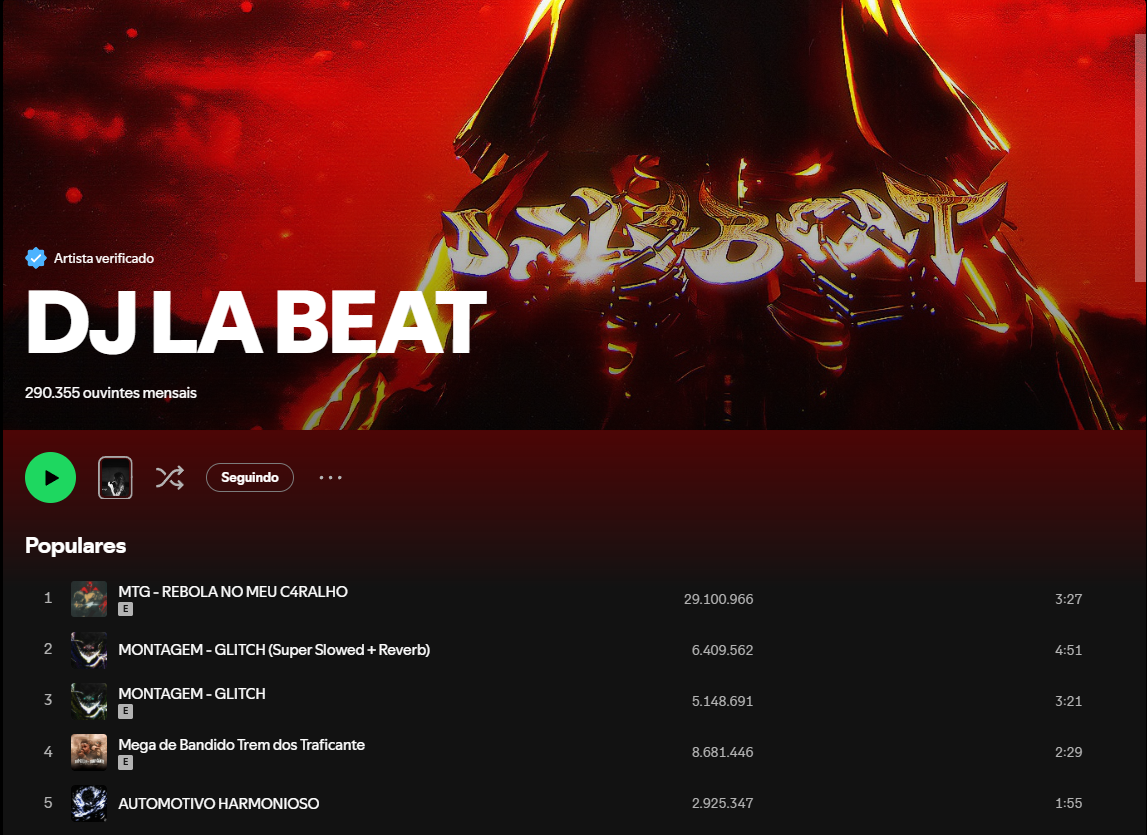 DJ LA BEAT
Artista verificado
DJ LA BEAT
290.355 ouvintes mensais
Seguindo
Populares
1 MTG - REBOLA NO MEU C4RALHO 29.100.966 3:27
E
2 MONTAGEM - GLITCH (Super Slowed + Reverb) 6.409.562 4:51
3 MONTAGEM - GLITCH 5.148.691 3:21
E
4 Mega de Bandido Trem dos Traficante 8.681.446 2:29
E
5 AUTOMOTIVO HARMONIOSO 2.925.347 1:55